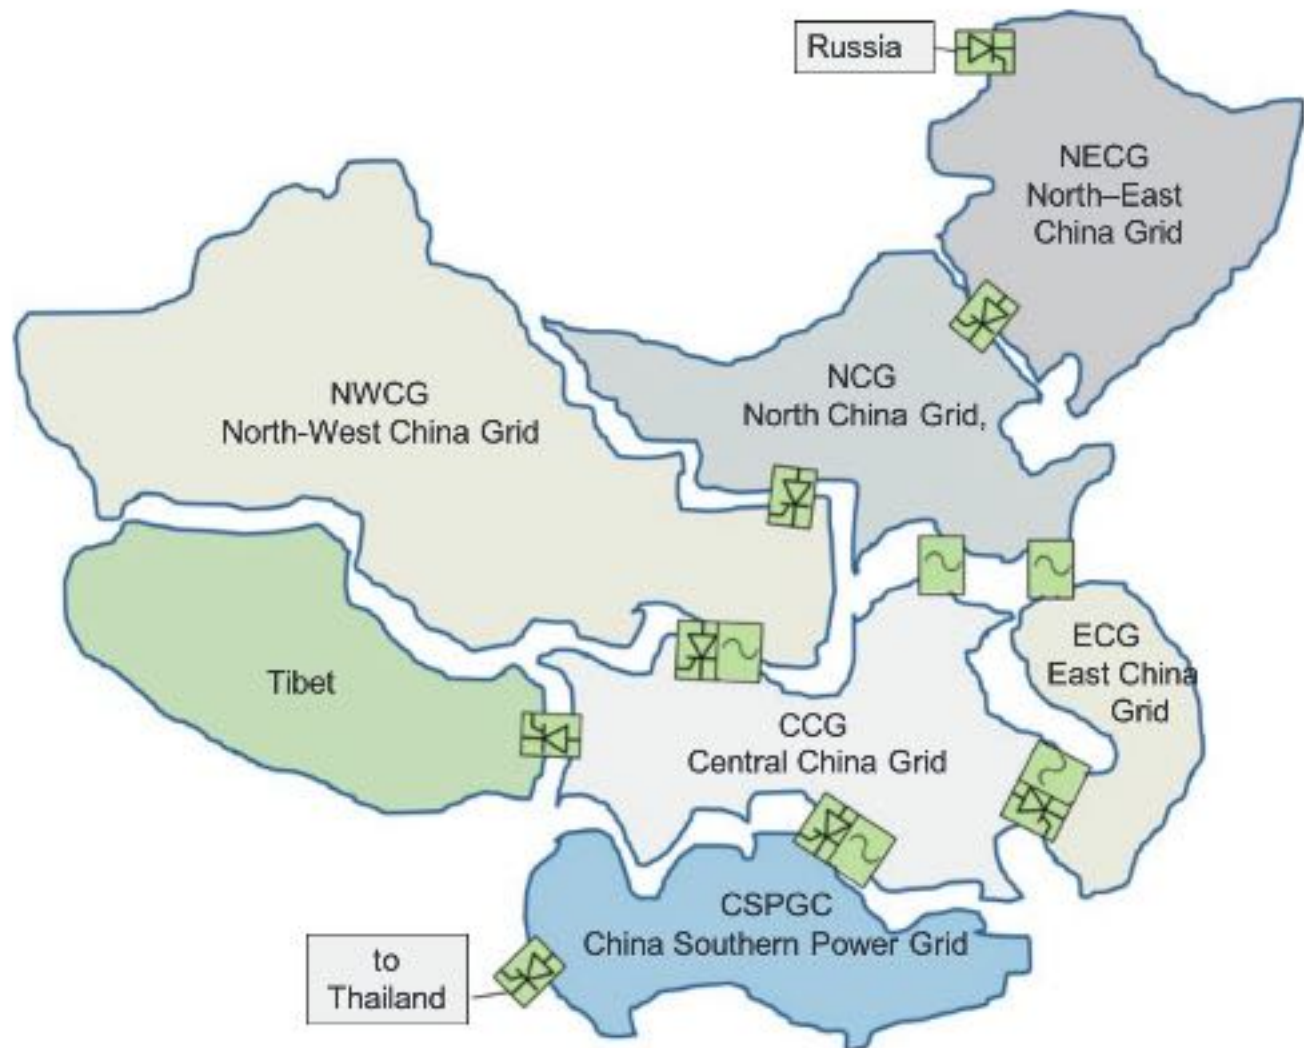 Russia
NECG
North–East
China Grid
NWCG
North-West China Grid
NCG
North China Grid,
Tibet
ECG
East China
Grid
CCG
Central China Grid
CSPGC
China Southern Power Grid
to
Thailand